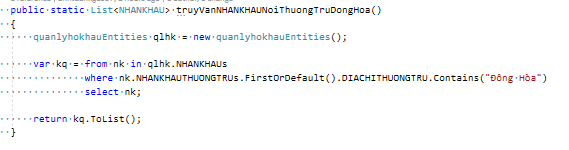 public static List<NHANKHAU> truyVanNHANKHAUNoiThuongTruDongHoa()
{
quanlyhokhauEntities qlhk = new quanlyhokhauEntities();
var kq = from nk in qlhk.NHANKHAUs
where nk.NHANKHAUTHUONGTRUs.FirstOrDefault().DIACHITHUONGTRU.Contains("Đông Hòa")
select nk;
return kq.ToList();
}